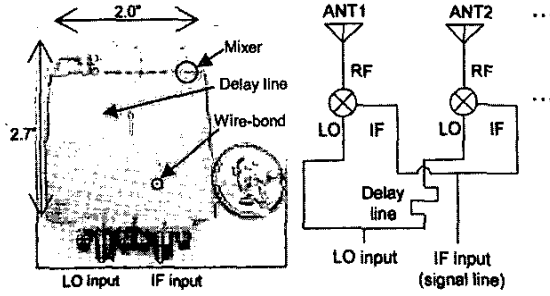 2.0"
2.7"
Mixer
Delay line
Wire-bond
LO input
IF input
ANT1
ANT2
RF
RF
LO
IF
LO
IF
Delay
line
LO input
IF input
(signal line)